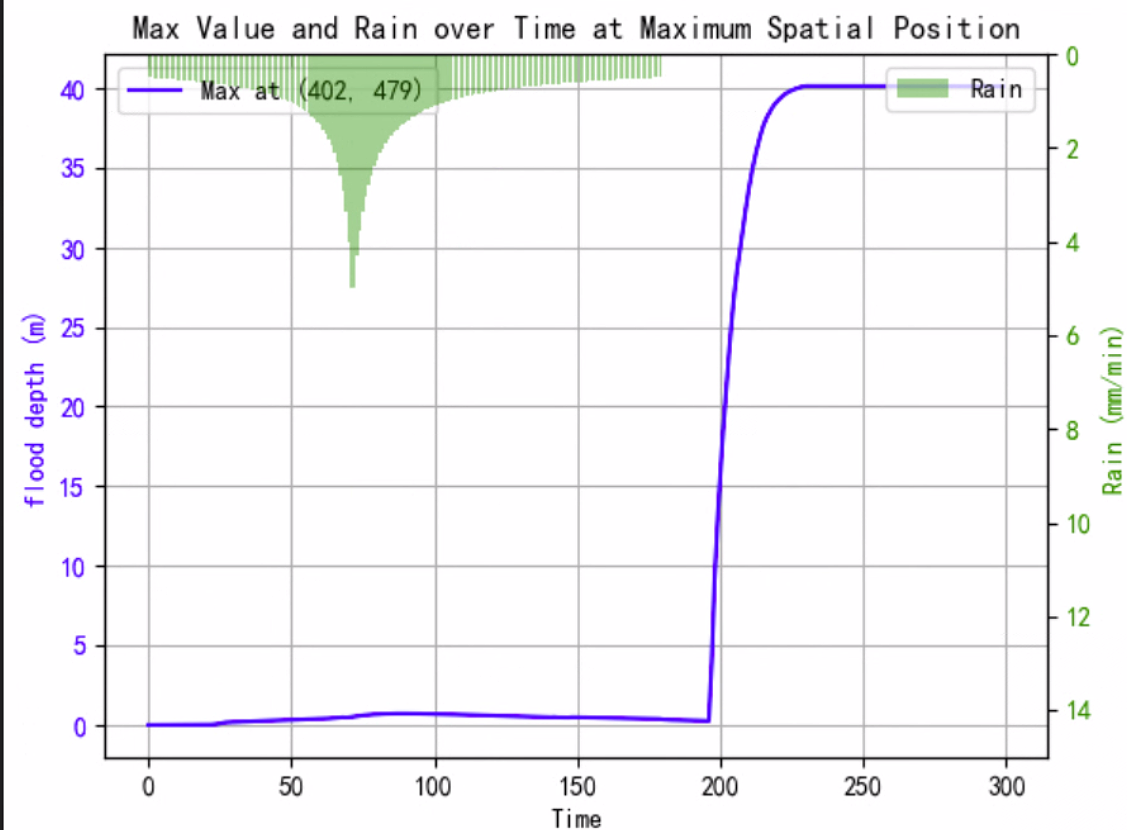 Max Value and Rain over Time at Maximum Spatial Position
Max at (402, 479)
Rain
flood depth (m)
40
35
30
25
20
15
10
5
0
0
2
4
6
8
10
12
14
Rain (mm/min)
0 50 100 150 200 250 300
Time